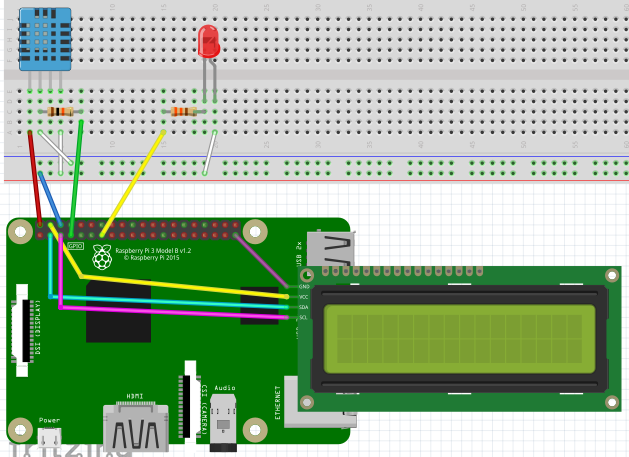 GPIO
Raspberry Pi 3 Model B v1.2
© Raspberry Pi 2015
USB 2x
GND
VCC
SDA
SCL
DSI (DISPLAY)
CSI (CAMERA)
Audio
ETHERNET
HDMI
Power
fritzing